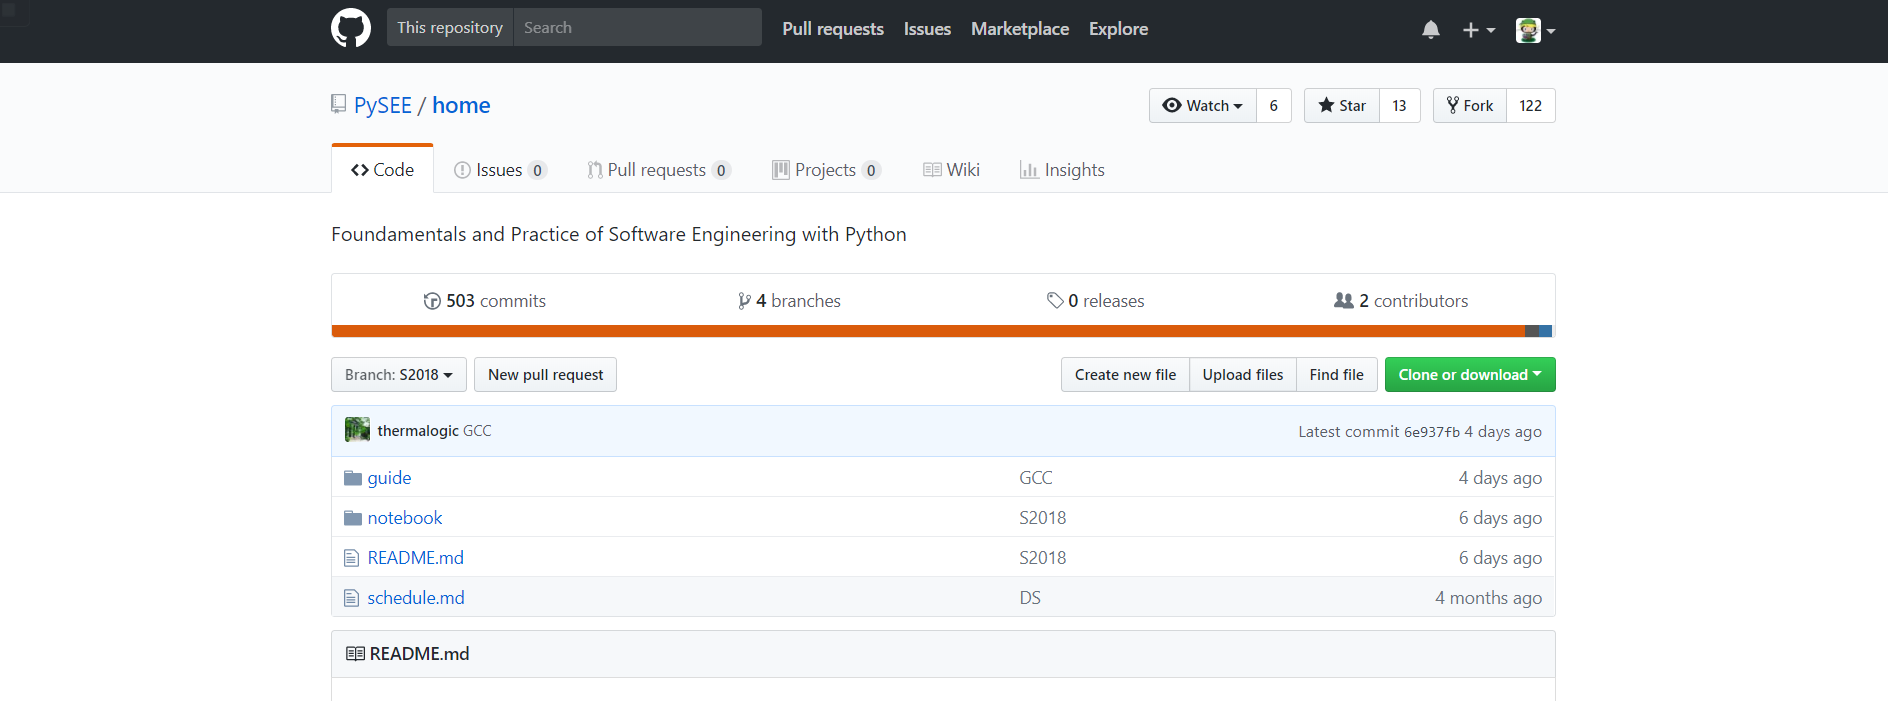 This repository Search Pull requests Issues Marketplace Explore
PySEE / home Watch 6 Star 13 Fork 122
Code Issues 0 Pull requests 0 Projects 0 Wiki Insights
Foundamentals and Practice of Software Engineering with Python
503 commits 4 branches 0 releases 2 contributors
Branch: S2018 New pull request Create new file Upload files Find file Clone or download
thermalogic GCC Latest commit 6e937fb 4 days ago
guide GCC 4 days ago
notebook S2018 6 days ago
README.md S2018 6 days ago
schedule.md DS 4 months ago
README.md